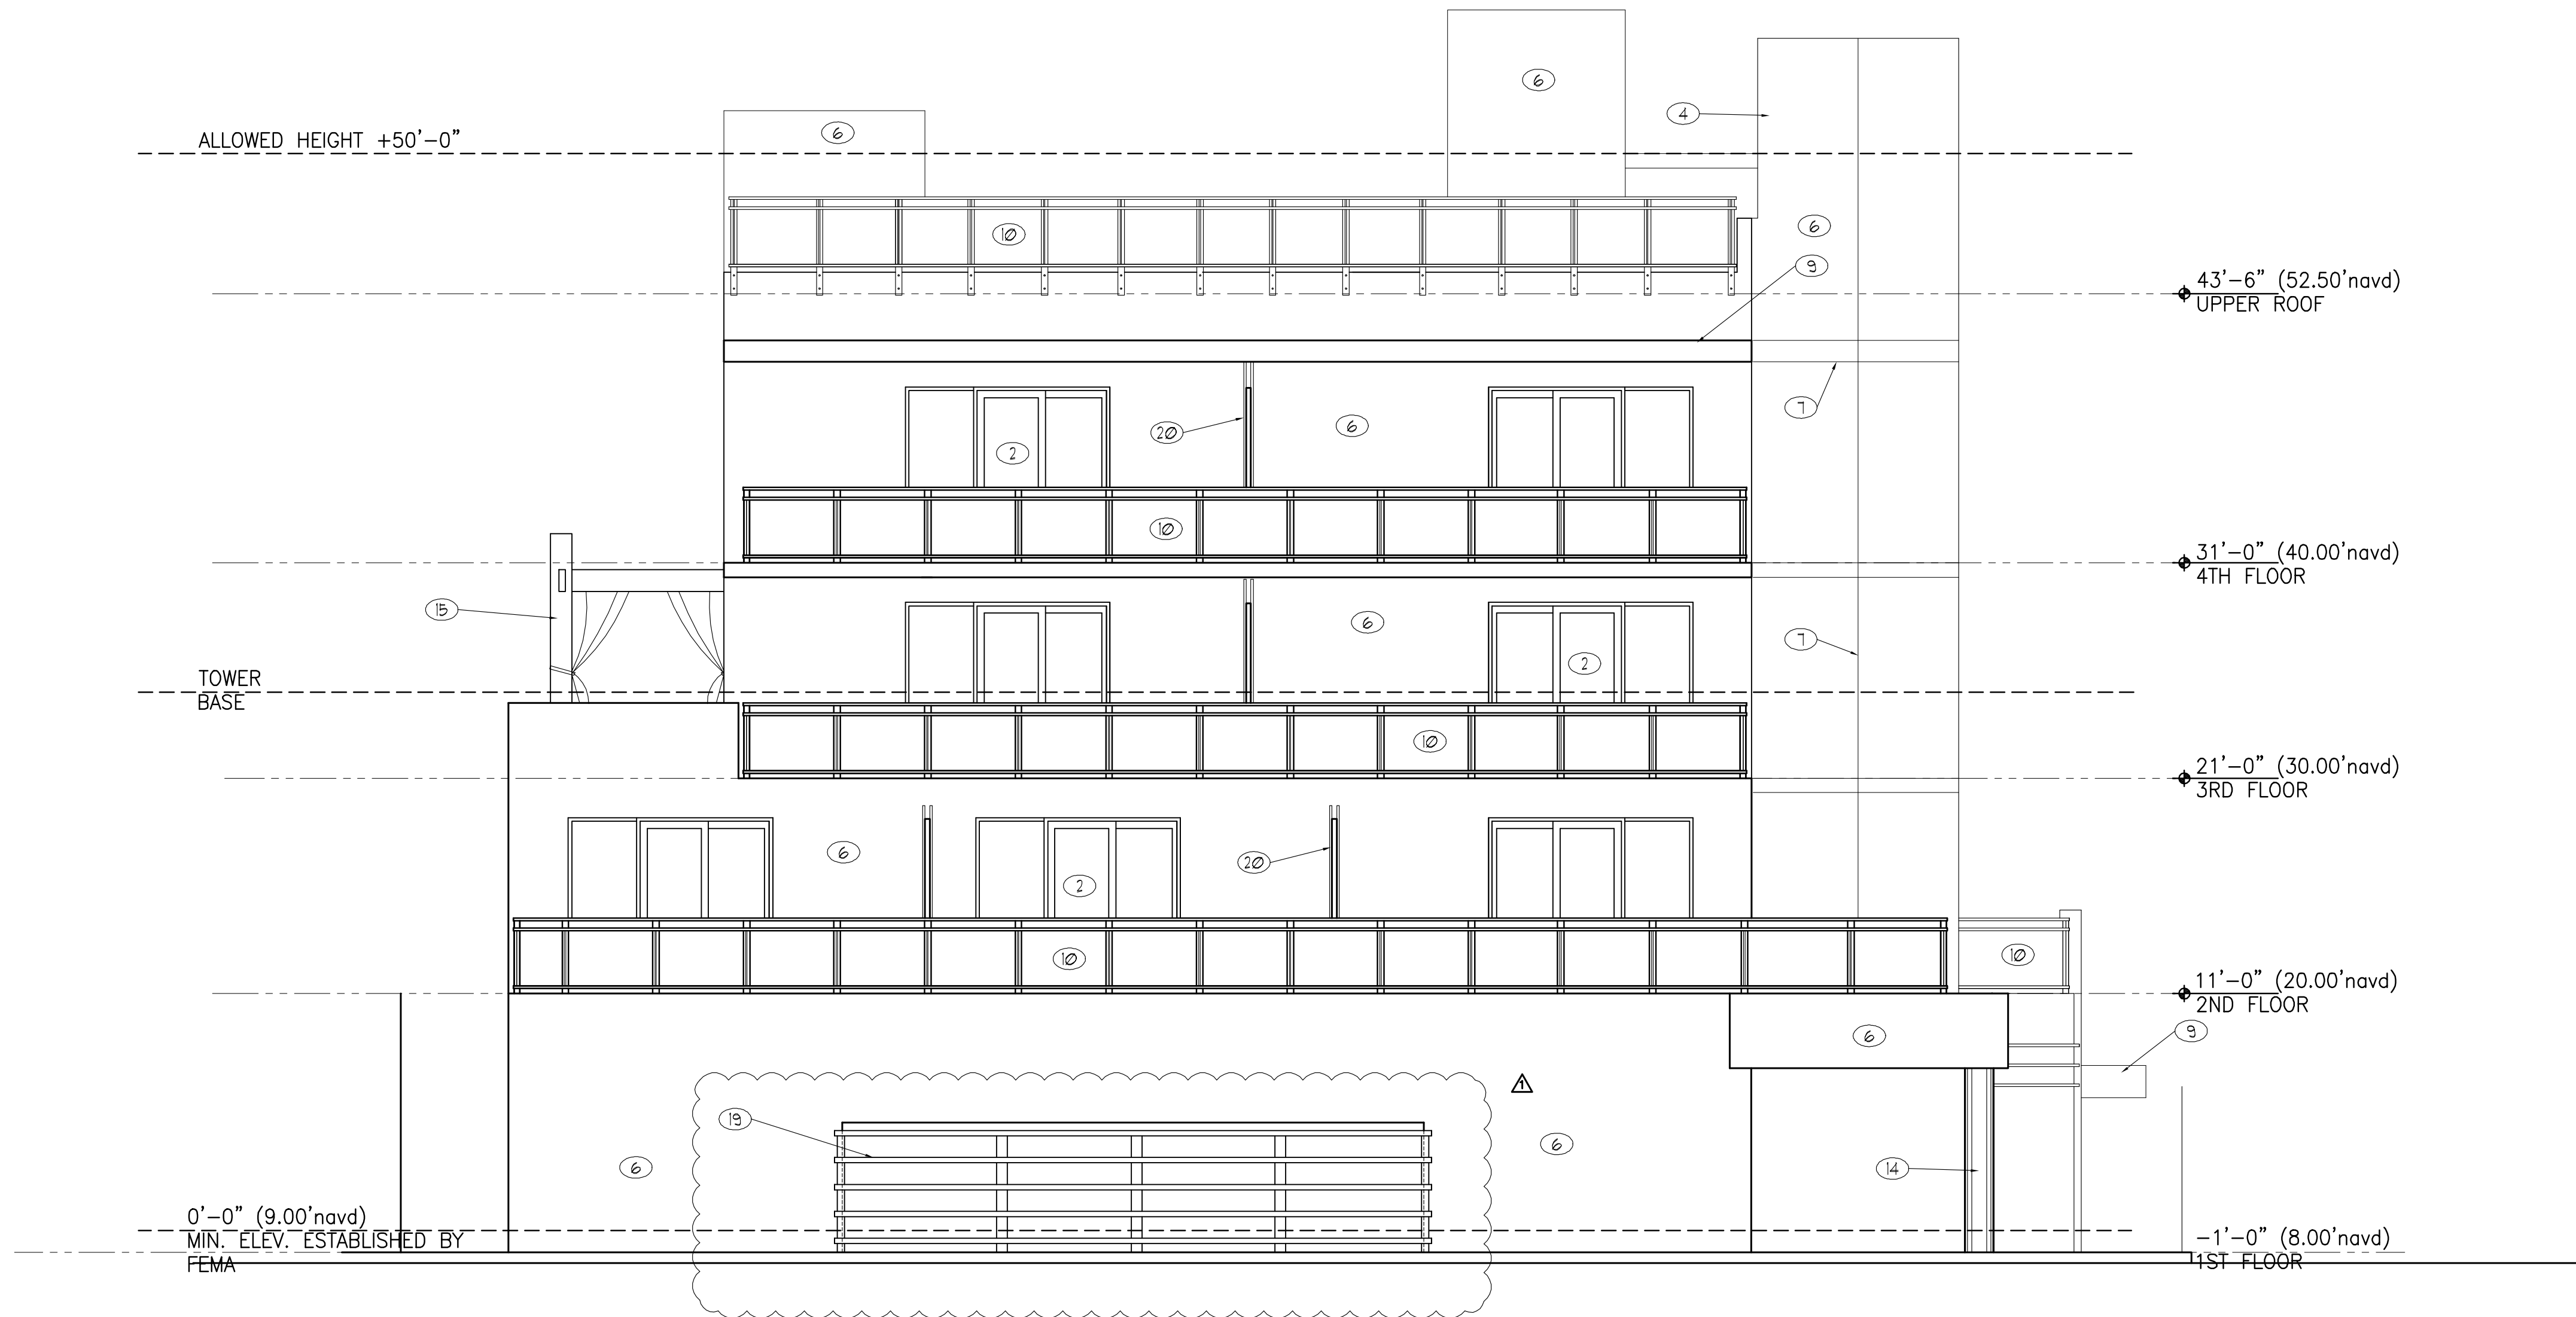 6
4
6
ALLOWED HEIGHT +50'-0"
6
10
9
43'-6" (52.50'navd)
UPPER ROOF
7
20
6
2
10
31'-0" (40.00'navd)
4TH FLOOR
15
6
7
2
TOWER
BASE
10
21'-0" (30.00'navd)
3RD FLOOR
6
20
2
10
10
11'-0" (20.00'navd)
2ND FLOOR
6
9
1
19
6
6
14
0'-0" (9.00'navd)
MIN. ELEV. ESTABLISHED BY
FEMA
-1'-0" (8.00'navd)
1ST FLOOR